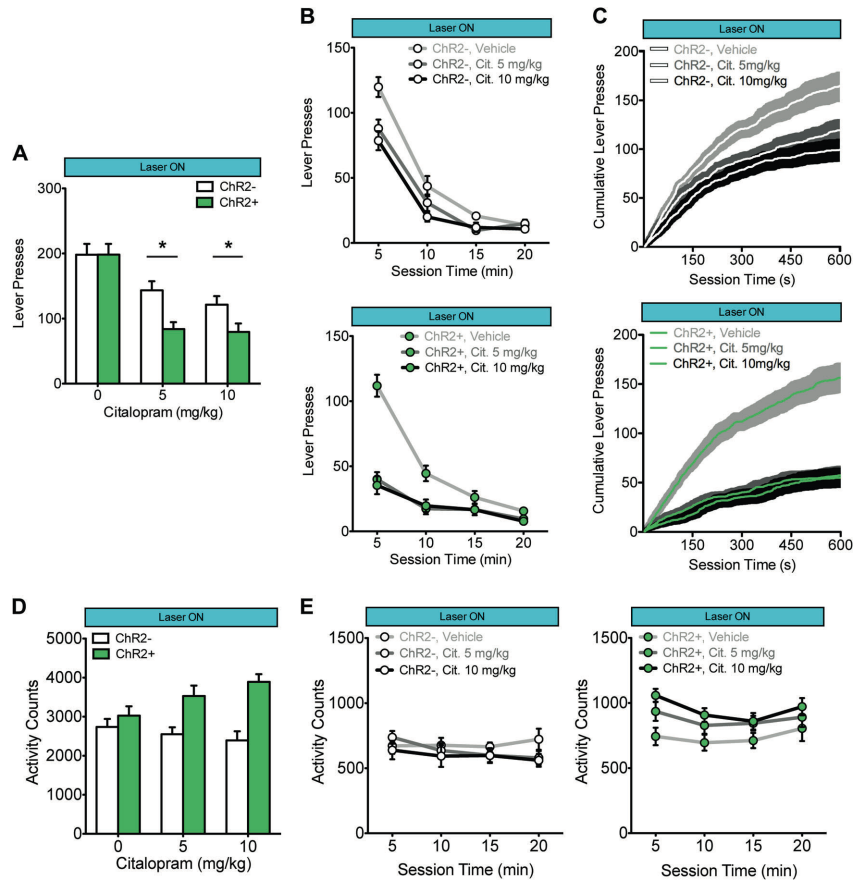 A
Laser ON
300
200
100
0
Lever Presses
ChR2-
ChR2+
*
*
0 5 10
Citalopram (mg/kg)
B
Laser ON
150
100
50
0
Lever Presses
ChR2-, Vehicle
ChR2-, Cit. 5 mg/kg
ChR2-, Cit. 10 mg/kg
5 10 15 20
Session Time (min)
Laser ON
150
100
50
0
Lever Presses
ChR2+, Vehicle
ChR2+, Cit. 5 mg/kg
ChR2+, Cit. 10 mg/kg
5 10 15 20
Session Time (min)
C
Laser ON
200
150
100
50
0
Cumulative Lever Presses
ChR2-, Vehicle
ChR2-, Cit. 5mg/kg
ChR2-, Cit. 10mg/kg
150 300 450 600
Session Time (s)
Laser ON
200
150
100
50
0
Cumulative Lever Presses
ChR2+, Vehicle
ChR2+, Cit. 5mg/kg
ChR2+, Cit. 10mg/kg
150 300 450 600
Session Time (s)
D
Laser ON
5000
4000
3000
2000
1000
0
Activity Counts
ChR2-
ChR2+
0 5 10
Citalopram (mg/kg)
E
Laser ON
1500
1000
500
0
Activity Counts
ChR2-, Vehicle
ChR2-, Cit. 5 mg/kg
ChR2-, Cit. 10 mg/kg
5 10 15 20
Session Time (min)
Laser ON
1500
1000
500
0
Activity Counts
ChR2+, Vehicle
ChR2+, Cit. 5 mg/kg
ChR2+, Cit. 10 mg/kg
5 10 15 20
Session Time (min)